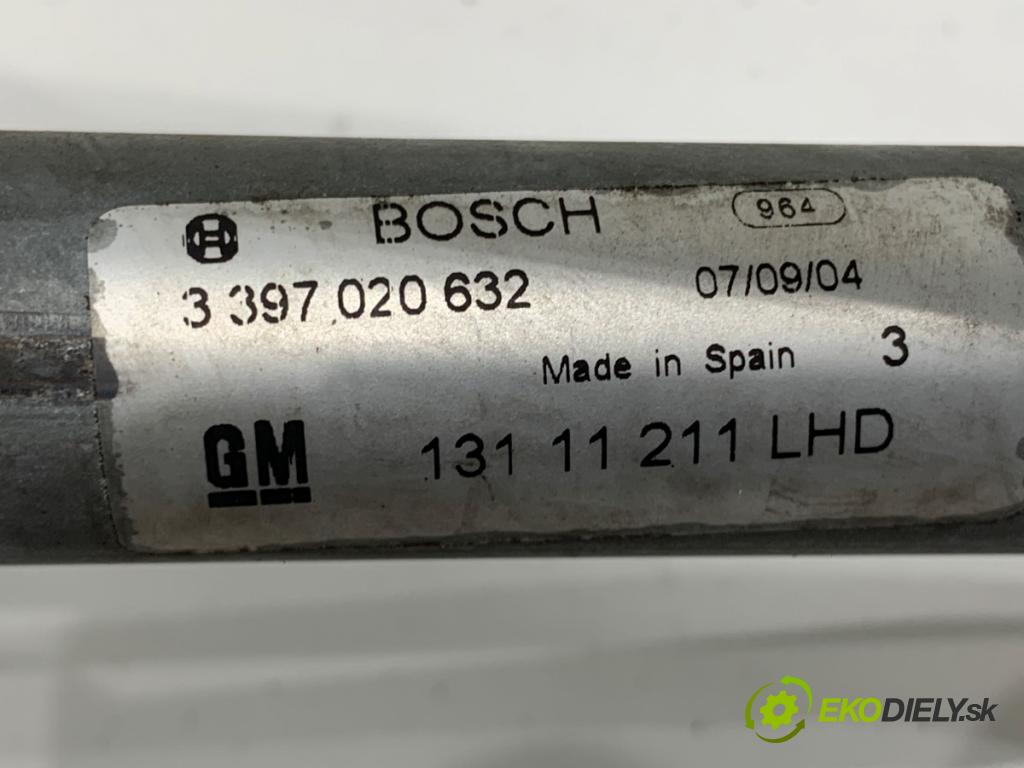 BOSCH 964
3 397 020 632 07/09/04
Made in Spain 3
GM 131 11 211 LHD
EKODIELY.sk